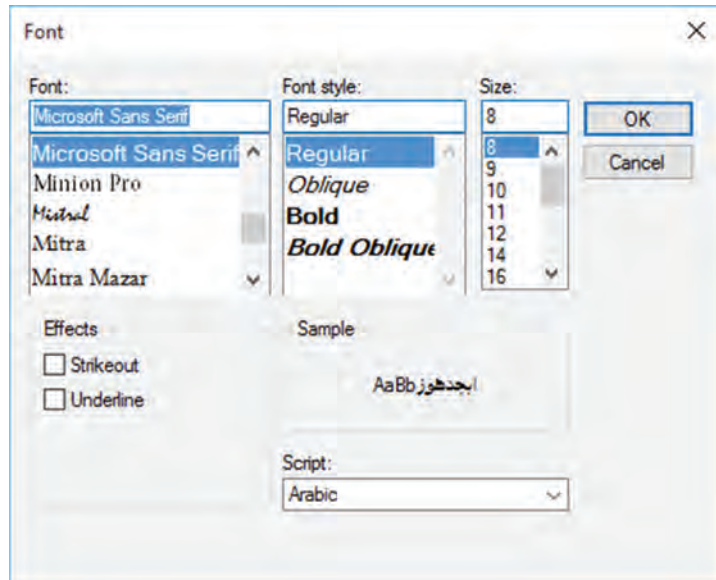 Font
Font:
Microsoft Sans Serif
Microsoft Sans Serif
Minion Pro
Mistral
Mitra
Mitra Mazar
Font style:
Regular
Regular
Oblique
Bold
Bold Oblique
Size:
8
8
9
10
11
12
14
16
OK
Cancel
Effects
Strikeout
Underline
Sample
AaBbابجدهوز
Script:
Arabic